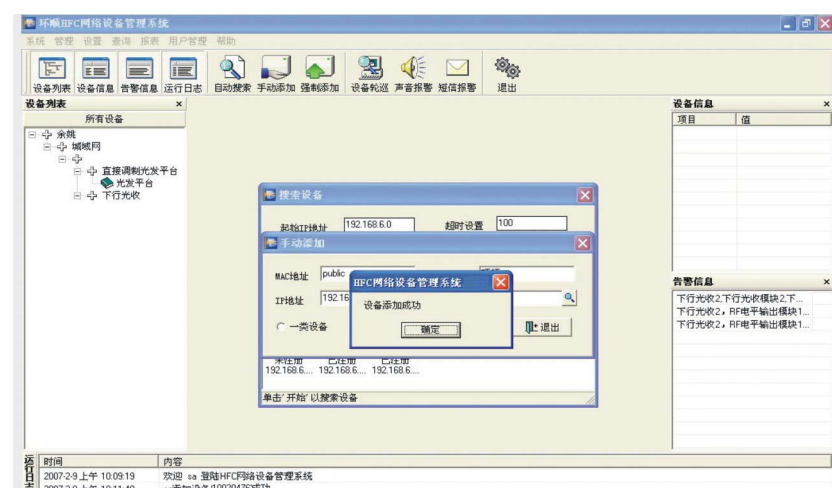 环顺HFC网络设备管理系统
系统 管理 设置 查询 报表 用户管理 帮助
设备列表 设备信息 告警信息 运行日志 自动搜索 手动添加 强制添加 设备轮巡 声音报警 短信报警 退出
设备列表
所有设备
余姚
城域网
直接调制光发平台
光发平台
下行光收
搜索设备
起始IP地址 192.168.6.0 超时设置 100
手动添加
MAC地址 public
IP地址 192.16
一类设备
退出
HFC网络设备管理系统
设备添加成功
确定
未注册 已注册 已注册
192.168.6.... 192.168.6.... 192.168.6....
单击'开始'以搜索设备
设备信息
项目 值
告警信息
下行光收2,下行光收模块2,下...
下行光收2，RF电平输出模块1...
下行光收2，RF电平输出模块1...
运行日志
时间 内容
2007-2-9 上午 10:09:19 欢迎 sa 登陆HFC网络设备管理系统